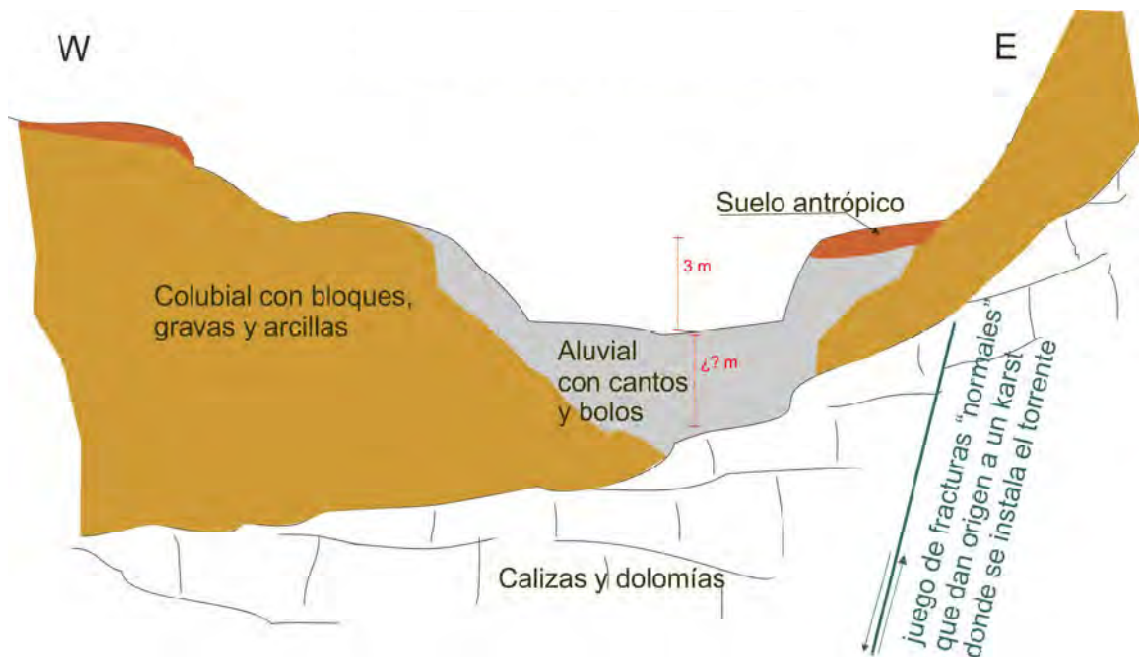 W
E
Suelo antrópico
3 m
Colubial con bloques,
gravas y arcillas
¿? m
Aluvial
con cantos
y bolos
Calizas y dolomías
juego de fracturas “normales”
que dan origen a un karst
donde se instala el torrente